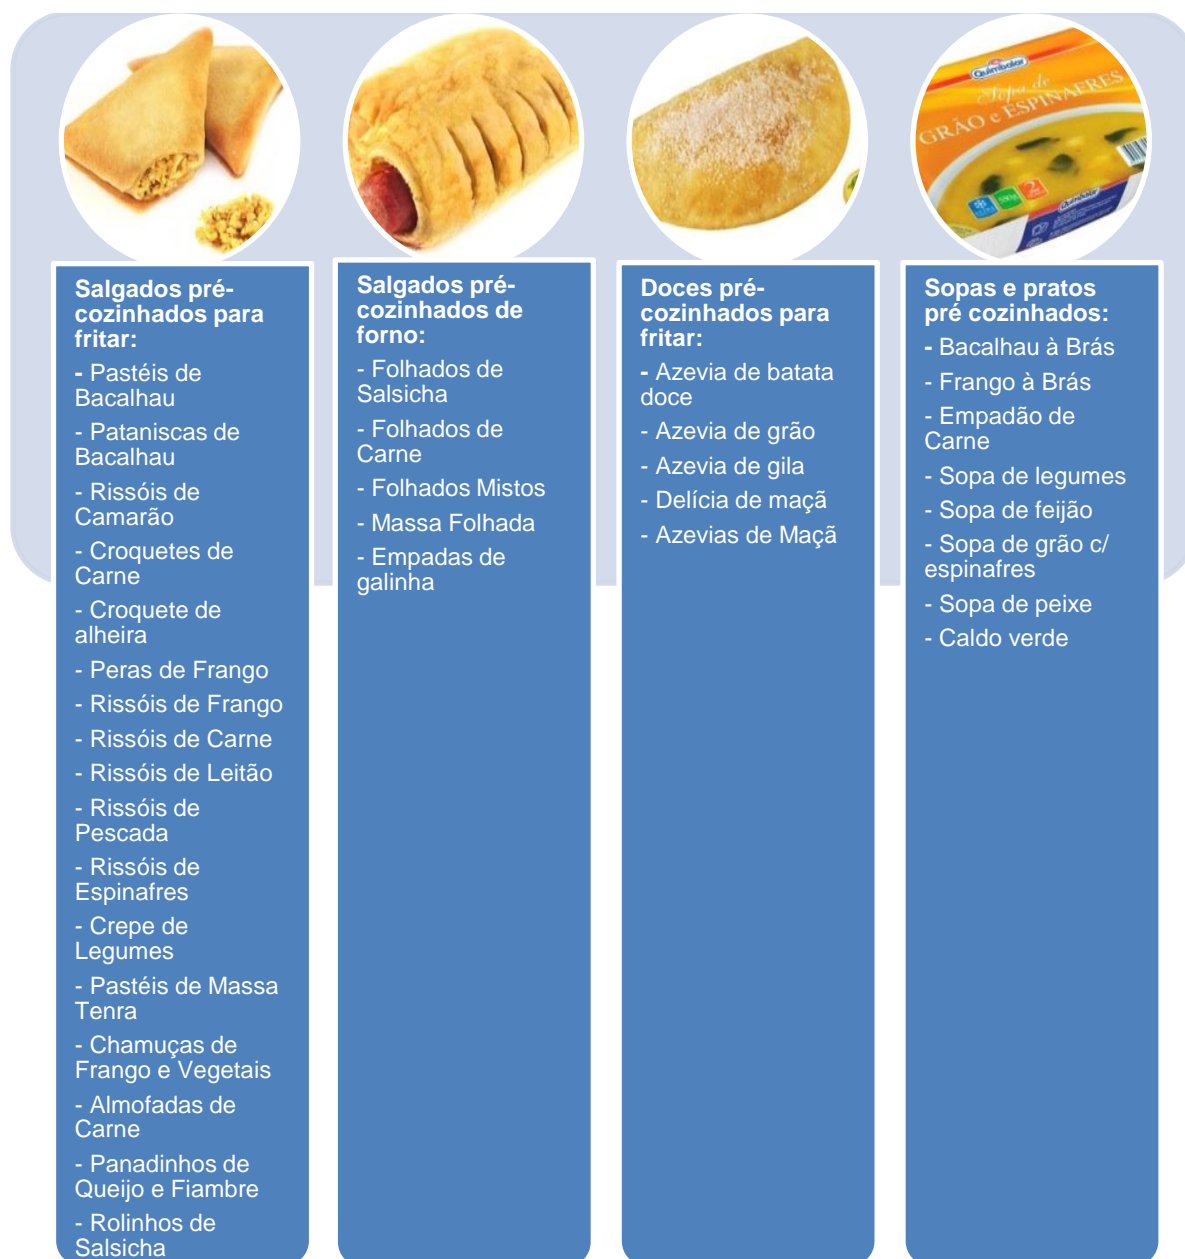 Quimbolar
Sopa de
GRÃO e ESPINAFRES
2
Quimbolar
Salgados pré-
cozinhados para
fritar:
- Pastéis de
Bacalhau
- Pataniscas de
Bacalhau
- Rissóis de
Camarão
- Croquetes de
Carne
- Croquete de
alheira
- Peras de Frango
- Rissóis de Frango
- Rissóis de Carne
- Rissóis de Leitão
- Rissóis de
Pescada
- Rissóis de
Espinafres
- Crepe de
Legumes
- Pastéis de Massa
Tenra
- Chamuças de
Frango e Vegetais
- Almofadas de
Carne
- Panadinhos de
Queijo e Fiambre
- Rolinhos de
Salsicha
Salgados pré-
cozinhados de
forno:
- Folhados de
Salsicha
- Folhados de
Carne
- Folhados Mistos
- Massa Folhada
- Empadas de
galinha
Doces pré-
cozinhados para
fritar:
- Azevia de batata
doce
- Azevia de grão
- Azevia de gila
- Delícia de maçã
- Azevias de Maçã
Sopas e pratos
pré cozinhados:
- Bacalhau à Brás
- Frango à Brás
- Empadão de
Carne
- Sopa de legumes
- Sopa de feijão
- Sopa de grão c/
espinafres
- Sopa de peixe
- Caldo verde